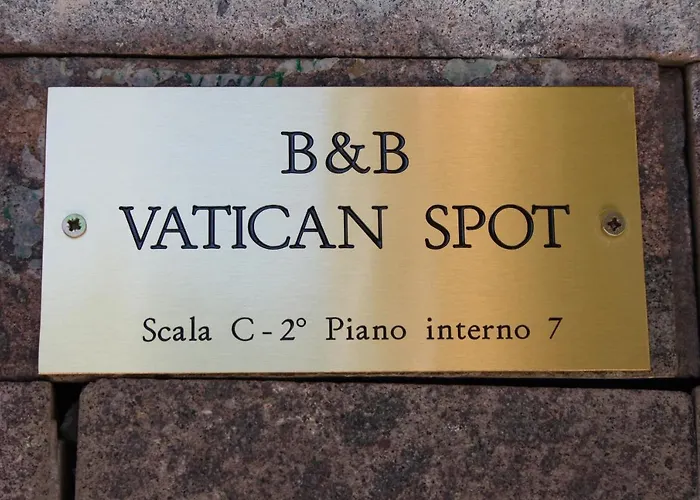 B&B
VATICAN SPOT
Scala C - 2° Piano interno 7